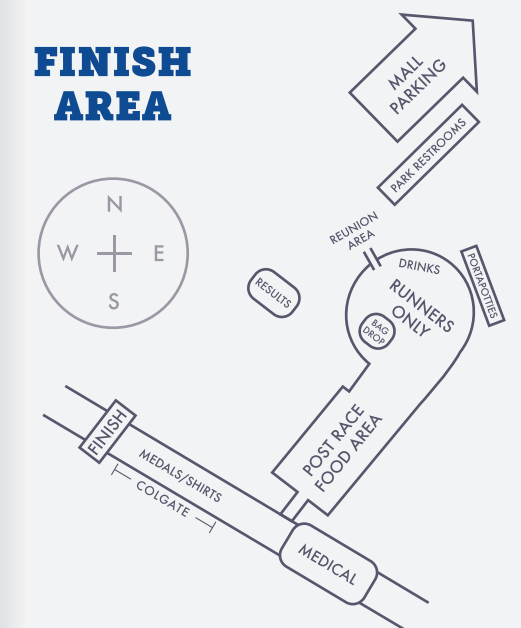 FINISH
AREA
MALL
PARKING
PARK RESTROOMS
N
W
E
S
REUNION
AREA
DRINKS
PORTAPOTTIES
RESULTS
RUNNERS
ONLY
BAG
DROP
FINISH
POST RACE
FOOD AREA
MEDALS/SHIRTS
COLGATE
MEDICAL